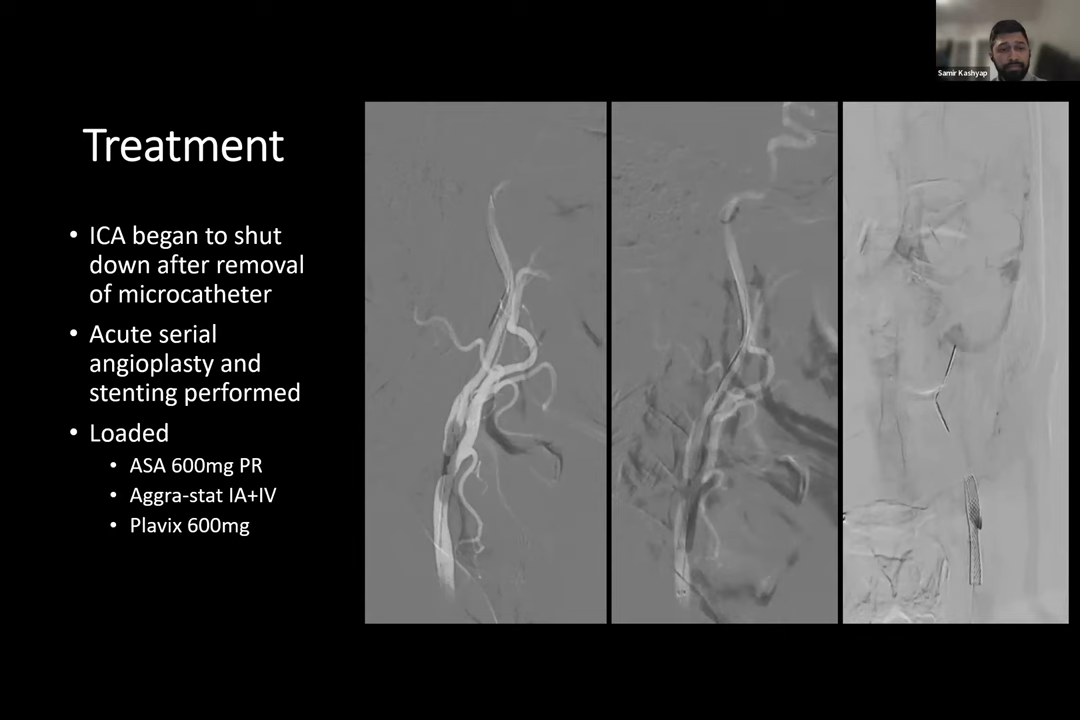 Samir Kashyap
Treatment
• ICA began to shut
down after removal
of microcatheter
• Acute serial
angioplasty and
stenting performed
• Loaded
• ASA 600mg PR
• Aggra-stat IA+IV
• Plavix 600mg